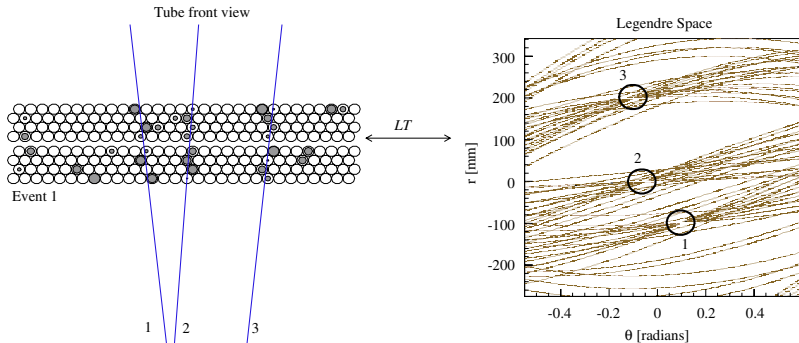 Tube front view
LT
Event 1
1
2
3
Legendre Space
300
200
100
0
-100
-200
r [mm]
3
2
1
-0.4
-0.2
0
0.2
0.4
θ [radians]